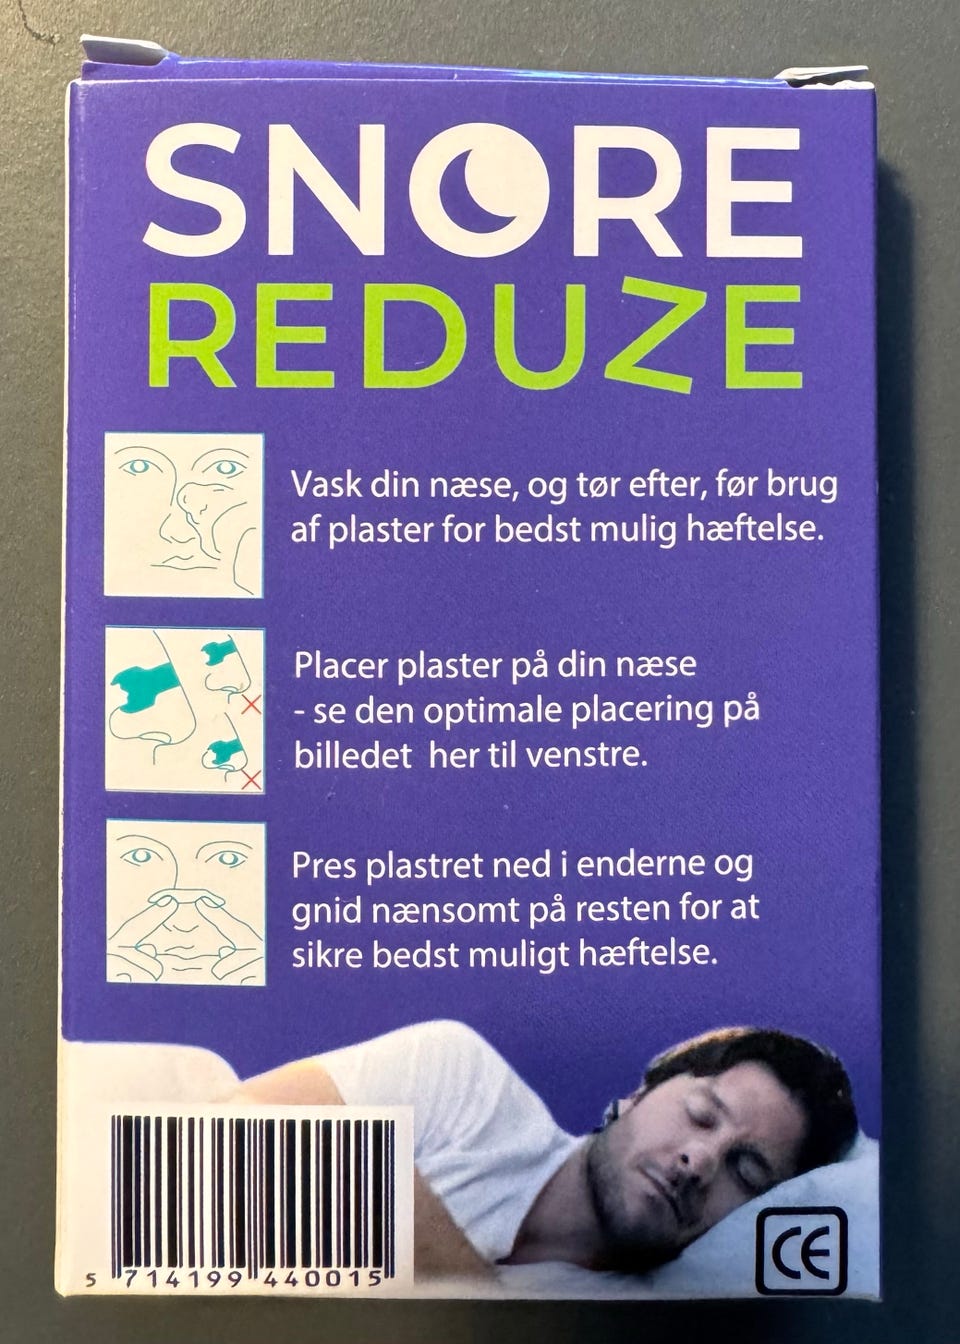 SNORE
REDUZE
Vask din næse, og tør efter, før brug
af plaster for bedst mulig hæftelse.
Placer plaster på din næse
- se den optimale placering på
billedet  her til venstre.
Pres plastret ned i enderne og
gnid nænsomt på resten for at
sikre bedst muligt hæftelse.
5 714199 440015
CE